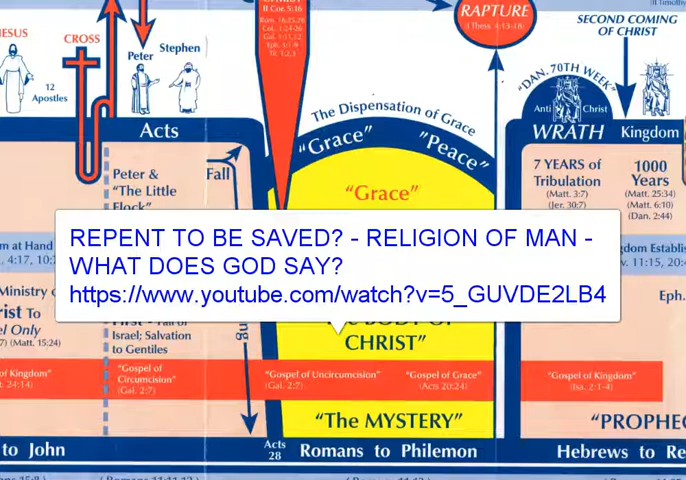 CHRIST
II Cor. 5:16
Rom. 16:25,26
Col. 1:24-26
Gal. 1:11,12
Eph. 3:1-9
Tit. 1:2,3
RAPTURE
(I Thess. 4:13-18)
SECOND COMING
OF CHRIST
JESUS
CROSS
Peter
Stephen
12
Apostles
"DAN. 70TH WEEK"
Anti Christ
The Dispensation of Grace
"Grace" "Peace"
Acts
WRATH
Kingdom
Peter &
"The Little
Flock"
Fall
"Grace"
7 YEARS of
Tribulation
(Matt. 3:7)
(Jer. 30:7)
1000
Years
(Matt. 25:34)
(Matt. 6:10)
(Dan. 2:44)
REPENT TO BE SAVED? - RELIGION OF MAN -
WHAT DOES GOD SAY?
https://www.youtube.com/watch?v=5_GUVDE2LB4
m at Hand
4:17, 10:
Ministry o
rist To
el Only
7) (Matt. 15:24)
gdom Establis
v. 11:15, 20:
Eph.
Israel; Salvation
to Gentiles
CHRIST"
of Kingdom"
t. 24:14)
"Gospel of
Circumcision"
(Gal. 2:7)
"Gospel of Uncircumcision"
(Gal. 2:7)
"Gospel of Grace"
(Acts 20:24)
"Gospel of Kingdom"
(Isa. 2:1-4)
"The MYSTERY"
"PROPHEC
to John
Acts
28
Romans to Philemon
Hebrews to Re